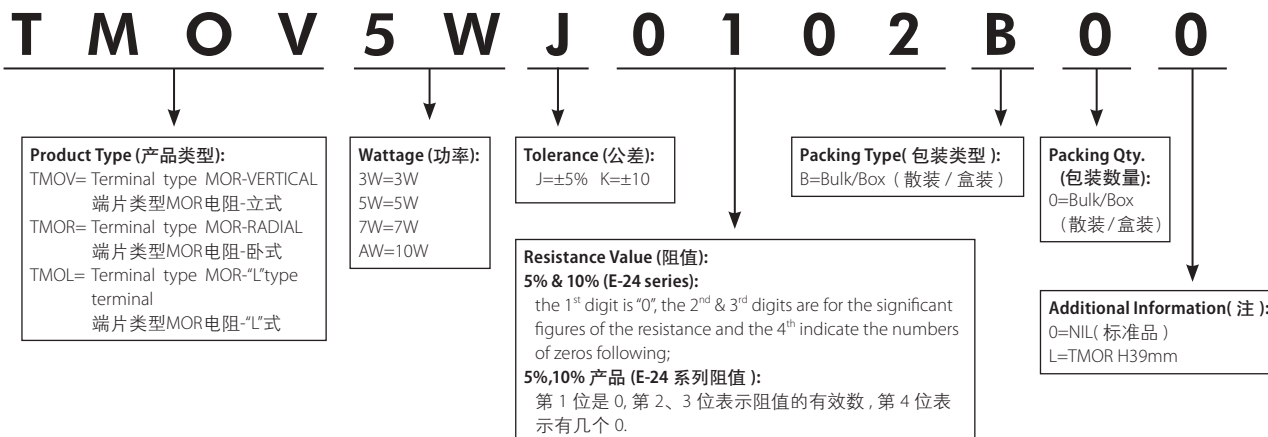 T M O V 5 W J 0 1 0 2 B 0 0
Product Type (产品类型):
TMOV= Terminal type MOR-VERTICAL
端片类型MOR电阻-立式
TMOR= Terminal type MOR-RADIAL
端片类型MOR电阻-卧式
TMOL= Terminal type MOR-“L”type
terminal
端片类型MOR电阻-“L”式
Wattage (功率):
3W=3W
5W=5W
7W=7W
AW=10W
Tolerance (公差):
J=±5% K=±10
Resistance Value (阻值):
5% & 10% (E-24 series):
the 1st digit is “0”, the 2nd & 3rd digits are for the significant
figures of the resistance and the 4th indicate the numbers
of zeros following;
5%,10% 产品 (E-24 系列阻值 ):
第 1 位是 0, 第 2、3 位表示阻值的有效数 , 第 4 位表
示有几个 0.
Packing Type( 包装类型 ):
B=Bulk/Box ( 散装 / 盒装 )
Packing Qty.
(包装数量):
0=Bulk/Box
(散装/盒装)
Additional Information( 注 ):
0=NIL( 标准品 )
L=TMOR H39mm